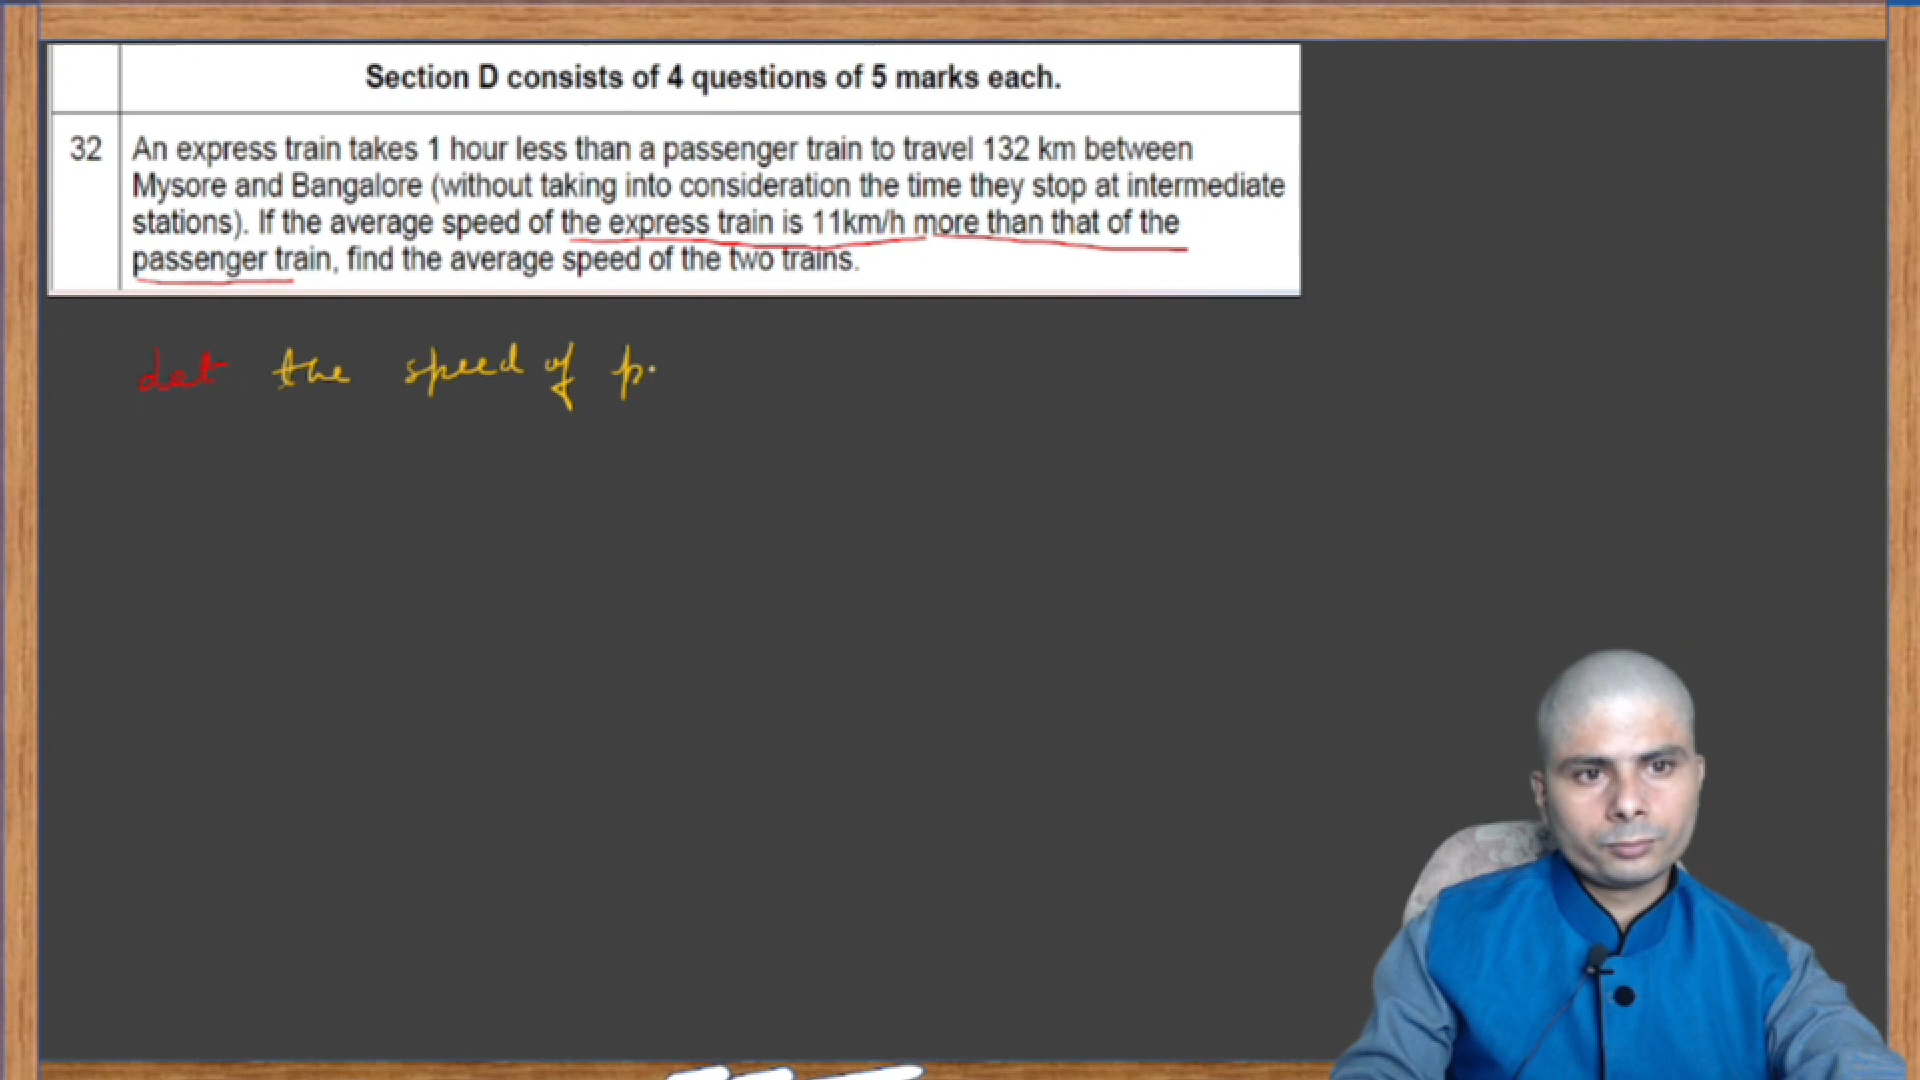 Section D consists of 4 questions of 5 marks each.
32 An express train takes 1 hour less than a passenger train to travel 132 km between
Mysore and Bangalore (without taking into consideration the time they stop at intermediate
stations). If the average speed of the express train is 11km/h more than that of the
passenger train, find the average speed of the two trains.
Let the speed of p.